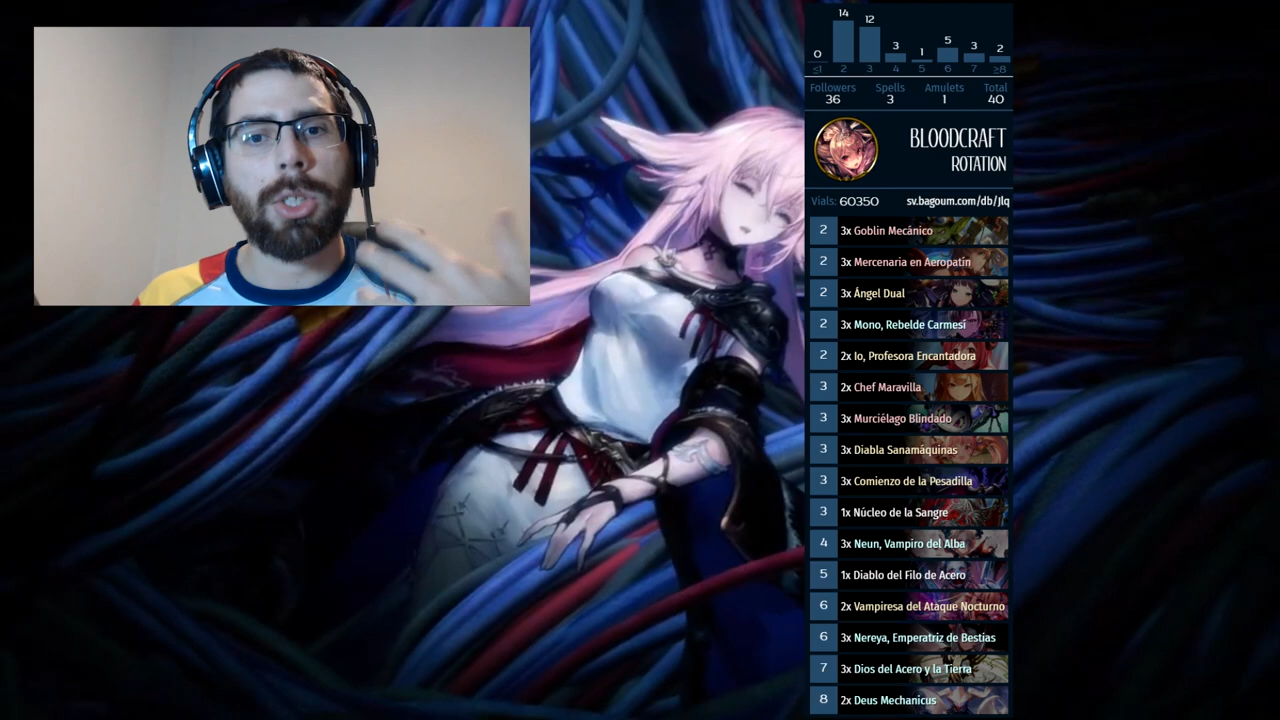 14
12
0
3
1
5
3
2
≤1 2 3 4 5 6 7 ≥8
Followers Spells Amulets Total
36 3 1 40
BLOODCRAFT
ROTATION
Vials: 60350 sv.bagoum.com/db/Jlq
2 3x Goblin Mecánico
2 3x Mercenaria en Aeropatín
2 3x Ángel Dual
2 3x Mono, Rebelde Carmesí
2 2x Io, Profesora Encantadora
3 2x Chef Maravilla
3 3x Murciélago Blindado
3 3x Diabla Sanamáquinas
3 3x Comienzo de la Pesadilla
3 1x Núcleo de la Sangre
4 3x Neun, Vampiro del Alba
5 1x Diablo del Filo de Acero
6 2x Vampiresa del Ataque Nocturno
6 3x Nereya, Emperatriz de Bestias
7 3x Dios del Acero y la Tierra
8 2x Deus Mechanicus